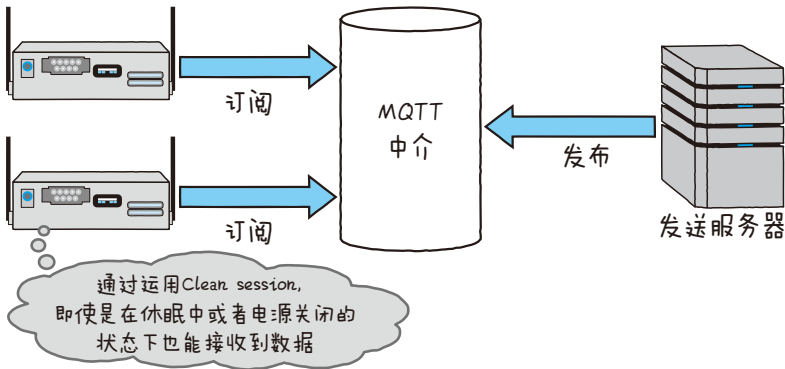 订阅
MQTT
中介
发布
订阅
发送服务器
通过运用Clean session,
即使是在休眠中或者电源关闭的
状态下也能接收到数据